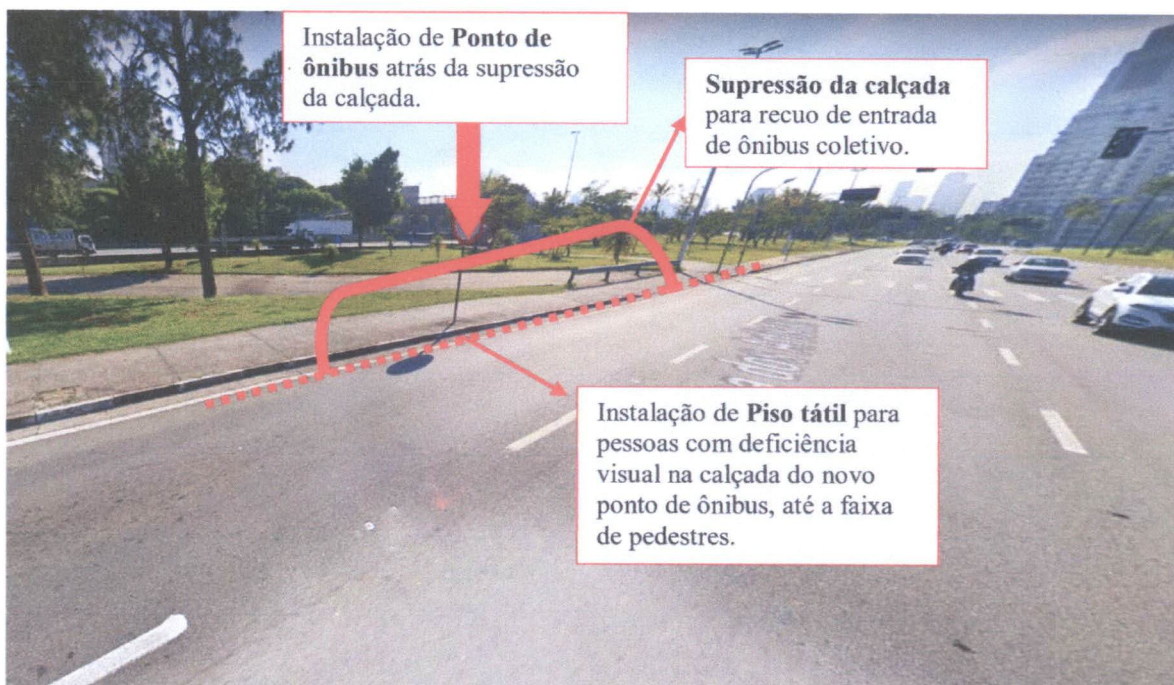 Instalação de Ponto de
ônibus atrás da supressão
da calçada.
Supressão da calçada
para recuo de entrada
de ônibus coletivo.
Instalação de Piso tátil para
pessoas com deficiência
visual na calçada do novo
ponto de ônibus, até a faixa
de pedestres.